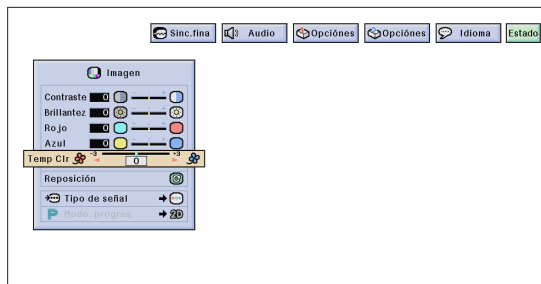 Sinc.fina Audio Opciónes Opciónes Idioma Estado
Imagen
Contraste 0
Brillantez 0
Rojo 0
Azul 0
Temp Clr -3 0 +3
Reposición
Tipo de señal
P Modo. progres. 2D